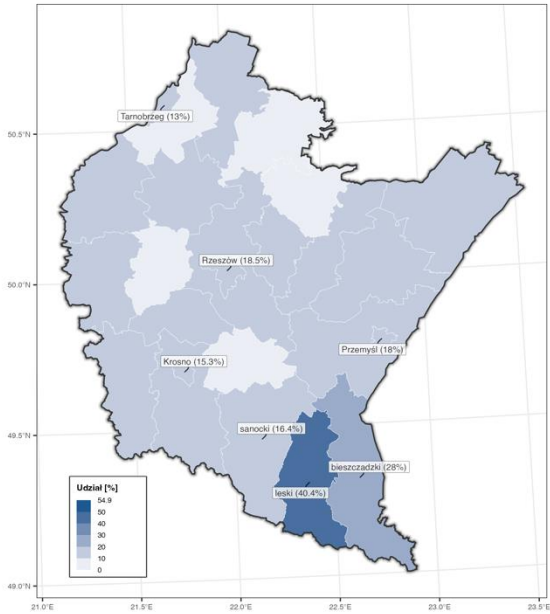 Tarnobrzeg (13%)
50.5°N
Rzeszów (18.5%)
50.0°N
Przemyśl (18%)
Krosno (15.3%)
sanocki (16.4%)
49.5°N
bieszczadzki (28%)
leski (40.4%)
Udział [%]
54.9
50
40
30
20
10
0
49.0°N
21.0°E 21.5°E 22.0°E 22.5°E 23.0°E 23.5°E